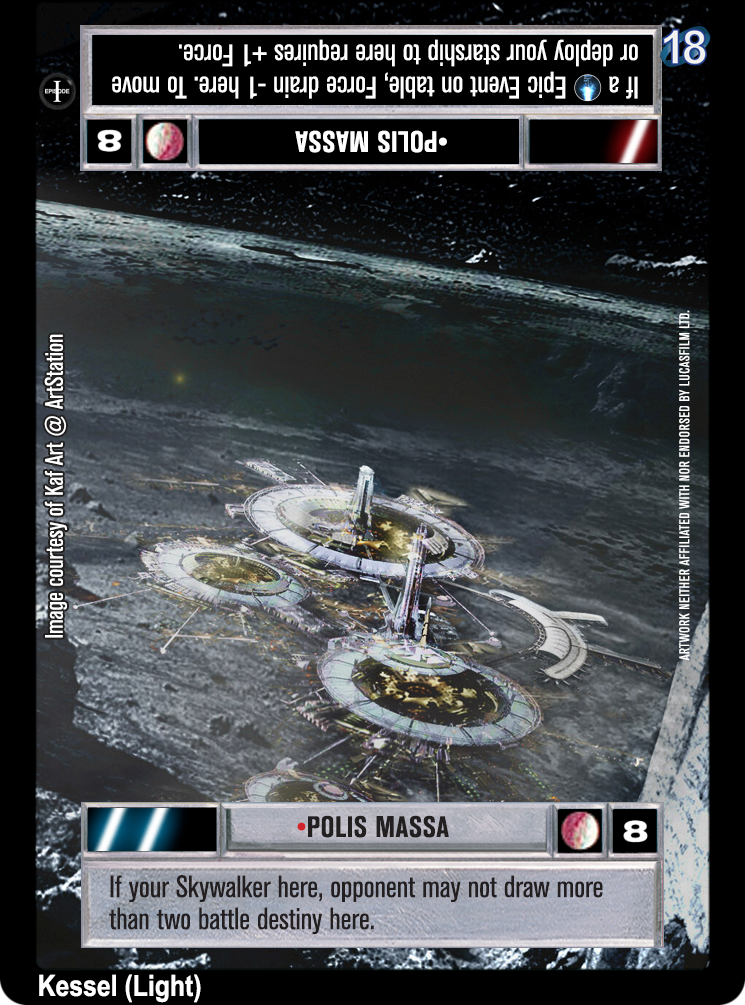 18
If a Epic Event on table, Force drain -1 here. To move
or deploy your starship to here requires +1 Force.
EPISODE
I
8
•POLIS MASSA
Image courtesy of Kaf Art @ ArtStation
ARTWORK NEITHER AFFILIATED WITH NOR ENDORSED BY LUCASFILM LTD.
•POLIS MASSA
8
If your Skywalker here, opponent may not draw more
than two battle destiny here.
Kessel (Light)